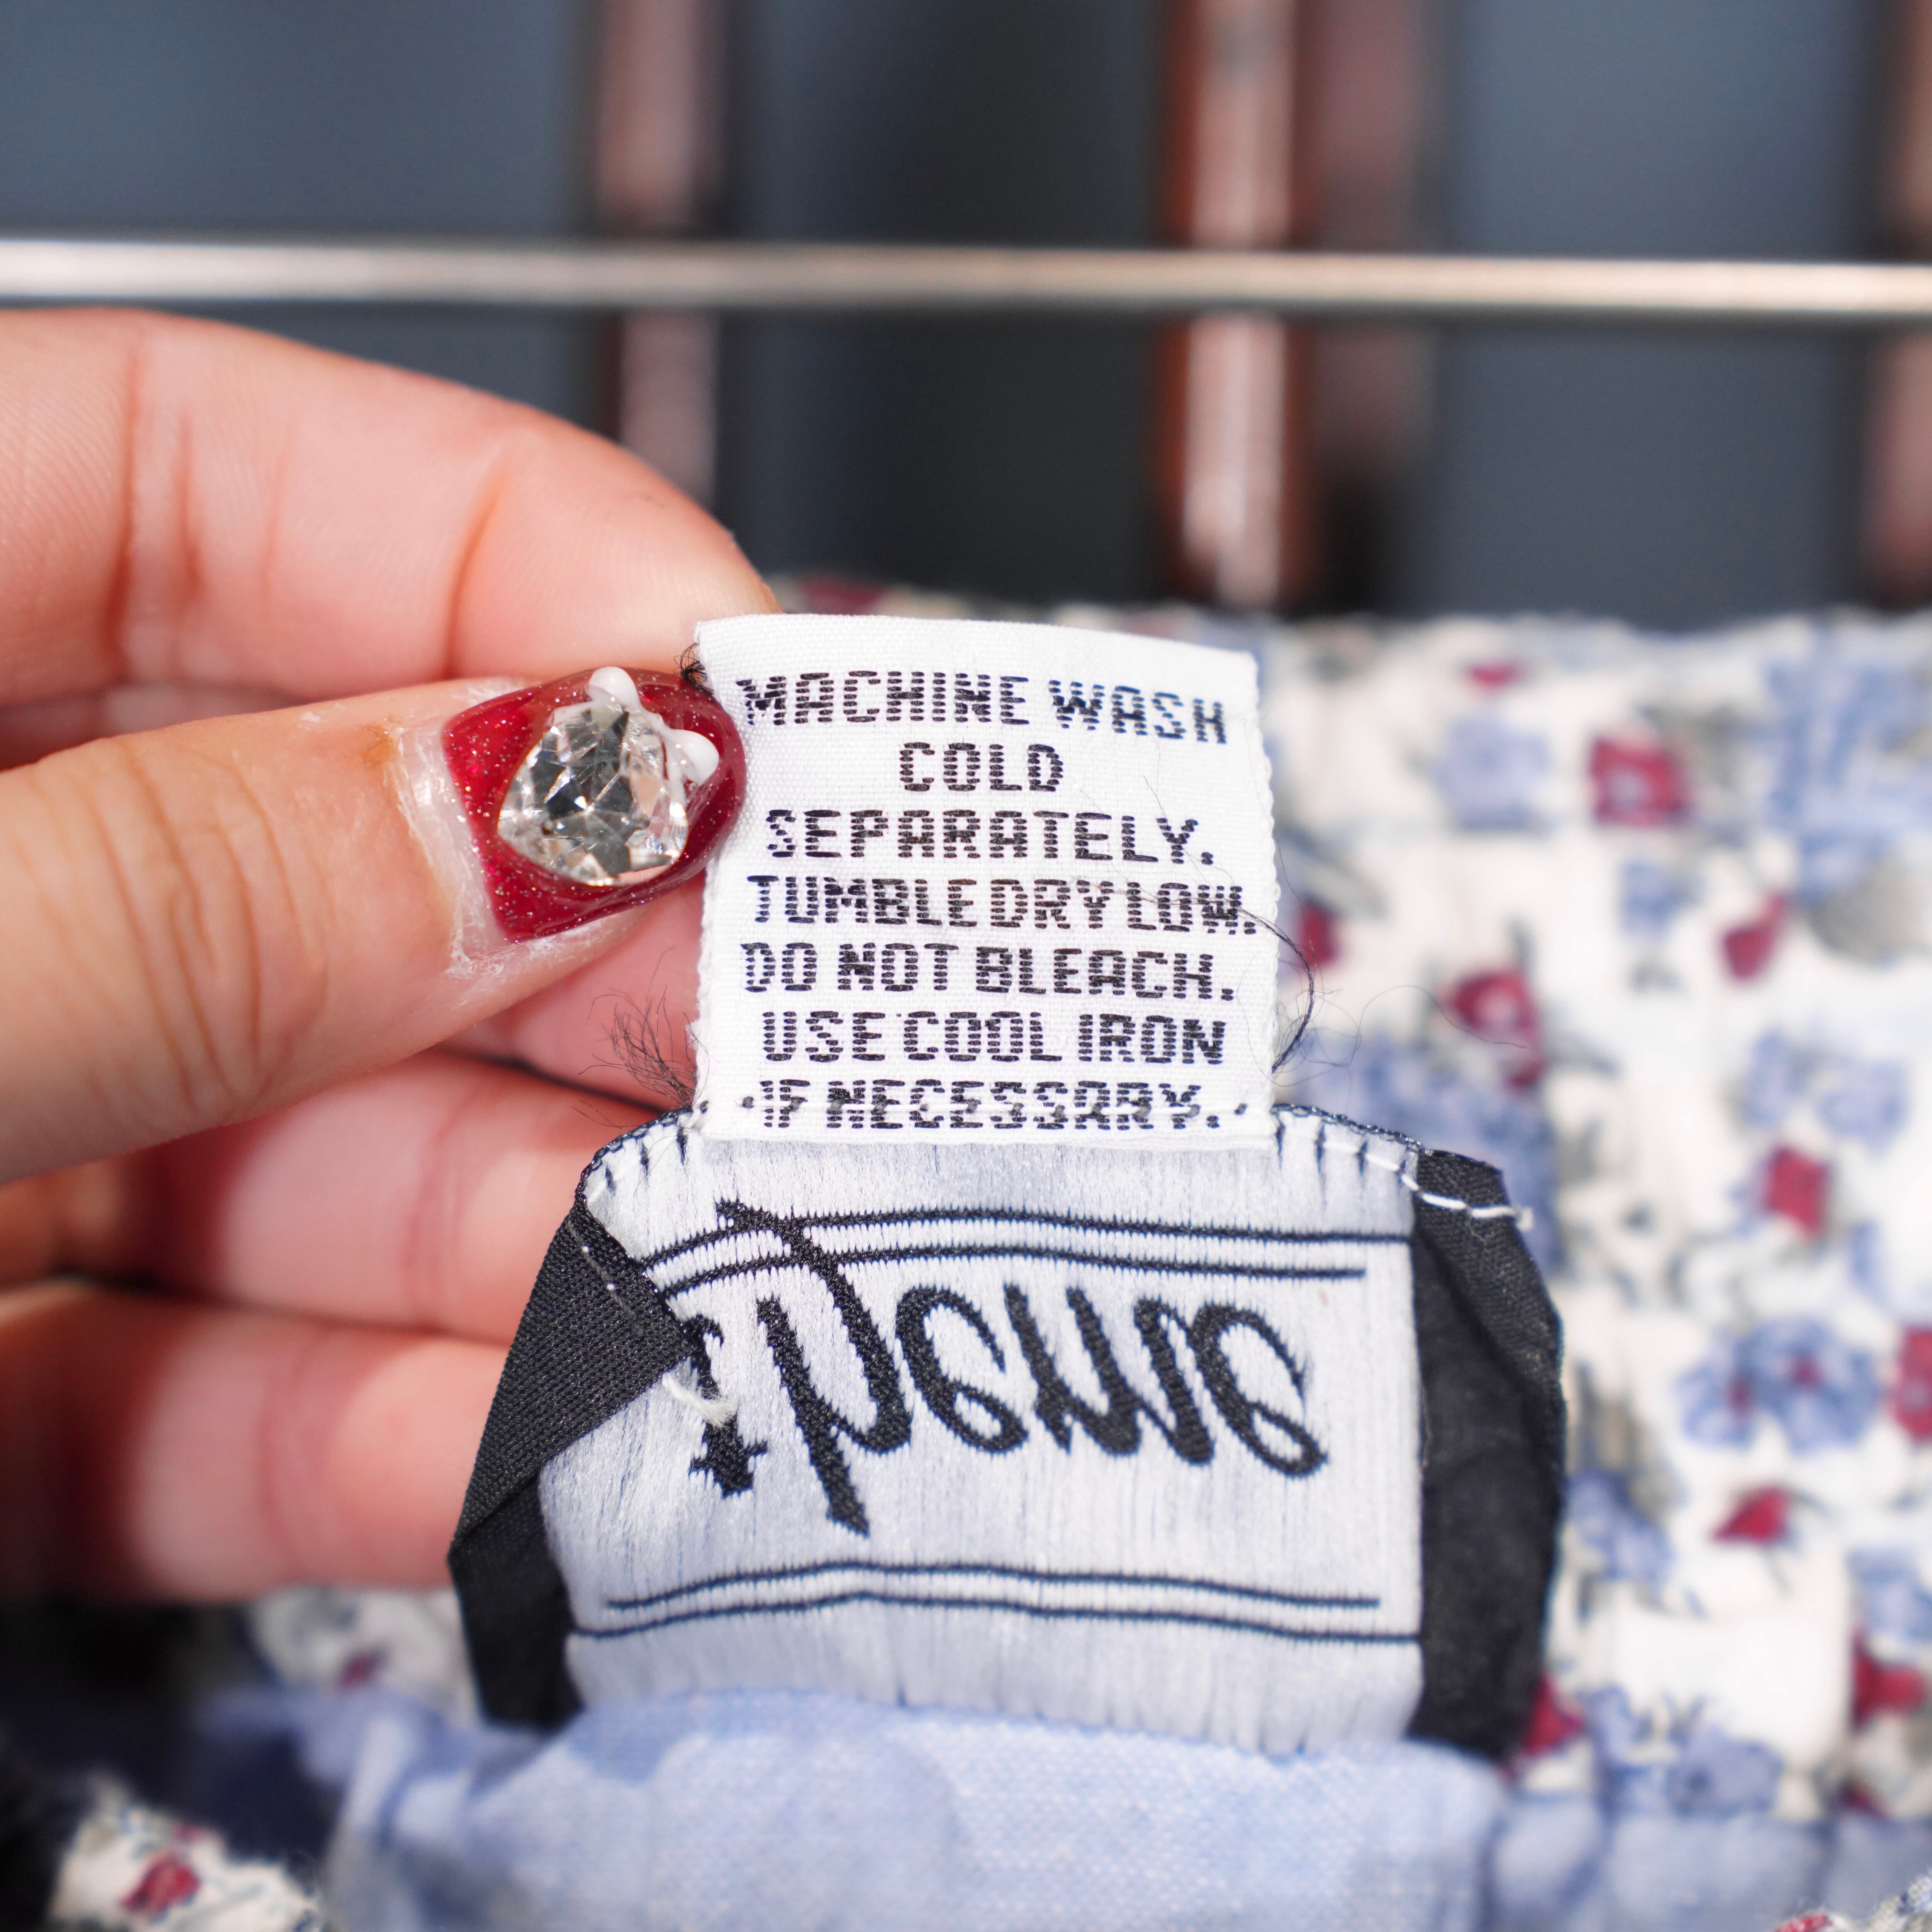 MACHINE WASH
COLD
SEPARATELY.
TUMBLE DRY LOW.
DO NOT BLEACH.
USE COOL IRON
IF NECESSARY.